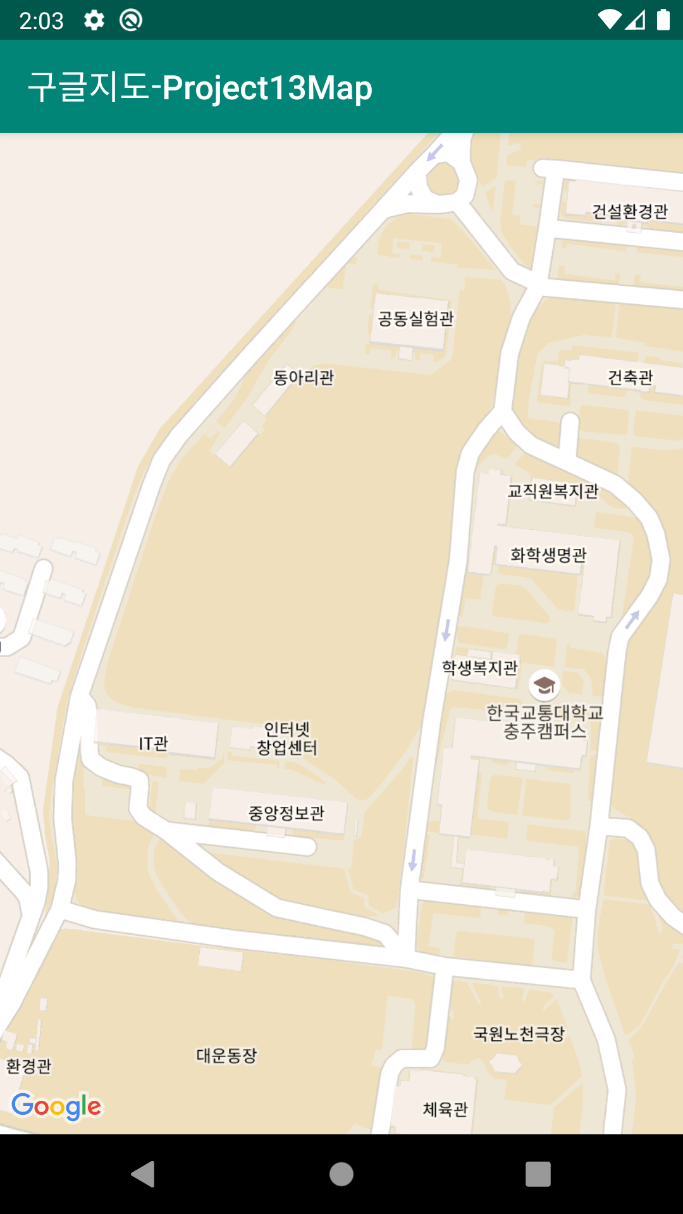 2:03
구글지도-Project13Map
건설환경관
공동실험관
동아리관
건축관
교직원복지관
화학생명관
학생복지관
한국교통대학교
충주캠퍼스
IT관
인터넷
창업센터
중앙정보관
국원노천극장
대운동장
환경관
Google
체육관